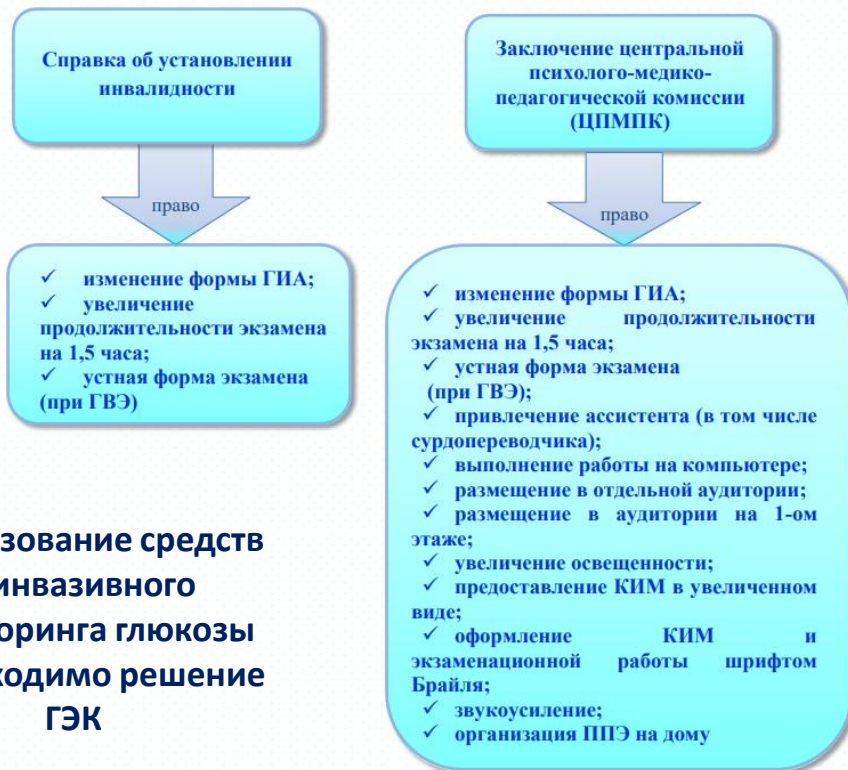 Справка об установлении
инвалидности
право
✓ изменение формы ГИА;
✓ увеличение
продолжительности экзамена
на 1,5 часа;
✓ устная форма экзамена
(при ГВЭ)
Заключение центральной
психолого-медико-
педагогической комиссии
(ЦПМПК)
право
✓ изменение формы ГИА;
✓ увеличение продолжительности
экзамена на 1,5 часа;
✓ устная форма экзамена
(при ГВЭ);
✓ привлечение ассистента (в том числе
сурдопереводчика);
✓ выполнение работы на компьютере;
✓ размещение в отдельной аудитории;
✓ размещение в аудитории на 1-ом
этаже;
✓ увеличение освещенности;
✓ предоставление КИМ в увеличенном
виде;
✓ оформление КИМ и
экзаменационной работы шрифтом
Брайля;
✓ звукоусиление;
✓ организация ППЭ на дому
зование средств
инвазивного
оринга глюкозы
ходимо решение
ГЭК